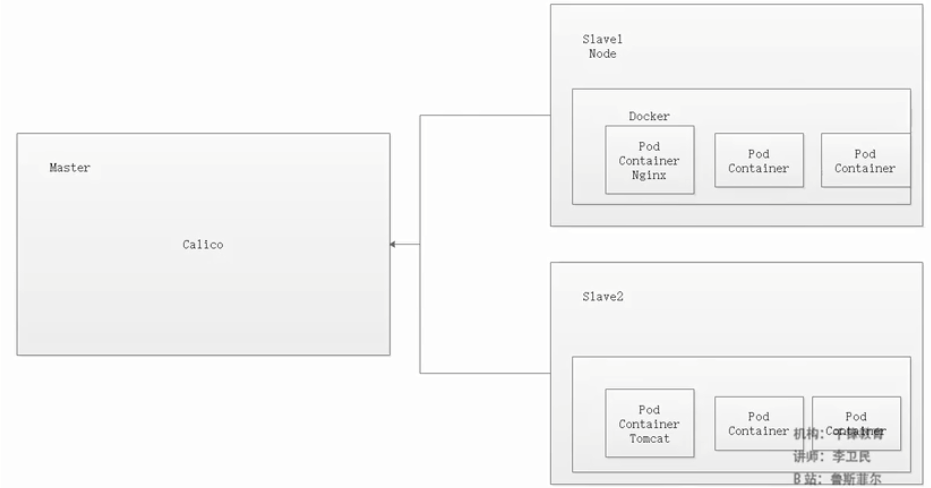 Master
Calico
Slave1
Node
Docker
Pod
Container
Nginx
Pod
Container
Pod
Container
Slave2
Pod
Container
Tomcat
Pod
Container
Pod
Container
机构：千锋教育
讲师：李卫民
B 站：鲁斯菲尔